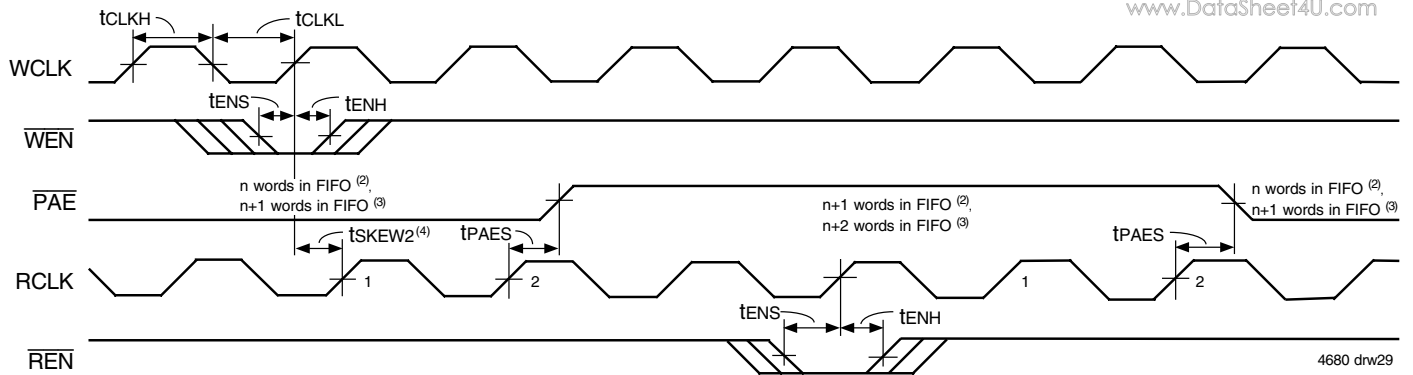 www.DataSheet4U.com
tCLKH
tCLKL
WCLK
tENS
tENH
WEN
n words in FIFO (2),
n+1 words in FIFO (3)
PAE
n+1 words in FIFO (2),
n+2 words in FIFO (3)
n words in FIFO (2),
n+1 words in FIFO (3)
tSKEW2(4)
tPAES
tPAES
RCLK
1
2
1
2
tENS
tENH
REN
4680 drw29